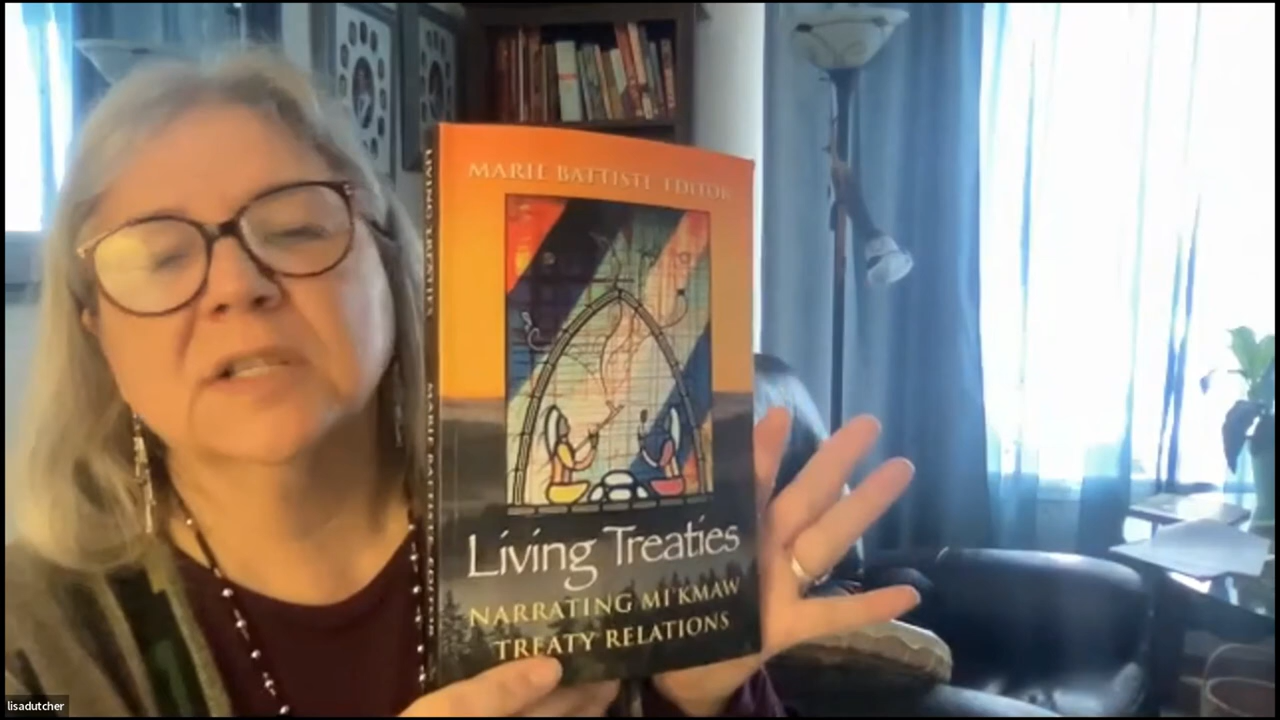 MARIE BATTISTE EDITOR
LIVING TREATIES
MARIE BATTISTE EDITOR
Living Treaties
NARRATING MI'KMAW
TREATY RELATIONS
lisadutcher